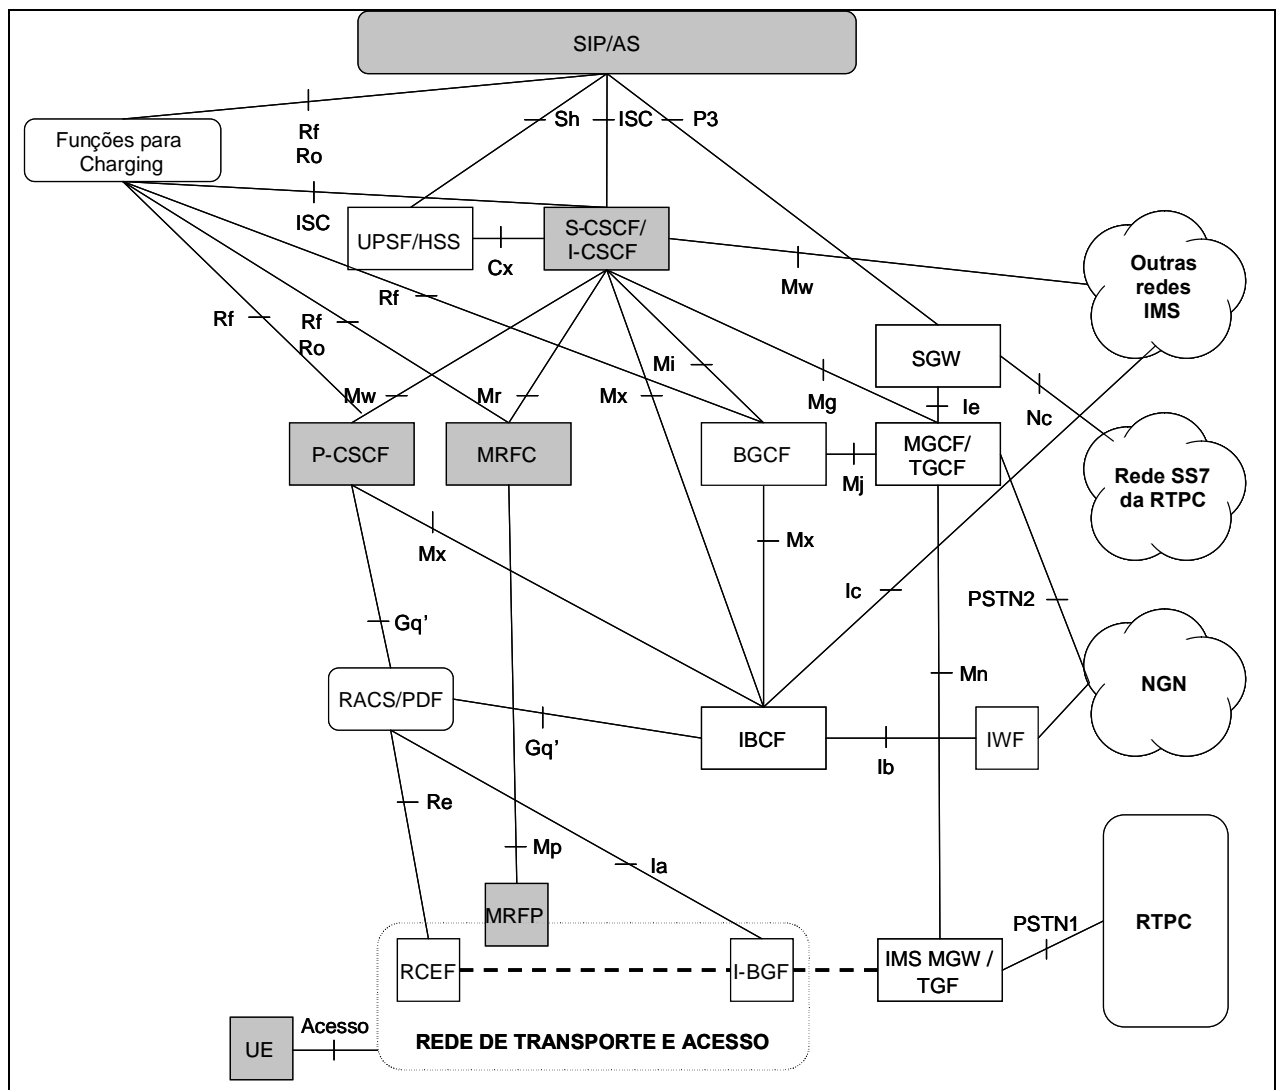 SIP/AS
Funções para
Charging
Rf
Ro
Sh
ISC
P3
ISC
UPSF/HSS
Cx
S-CSCF/
I-CSCF
Mw
Outras
redes
IMS
Rf
Rf
Rf
Ro
SGW
Mi
Mw
Mr
Mx
Mg
Ie
Nc
P-CSCF
MRFC
BGCF
Mj
MGCF/
TGCF
Rede SS7
da RTPC
Mx
Mx
Ic
PSTN2
Gq’
RACS/PDF
Mn
NGN
Gq’
IBCF
Ib
IWF
Re
Mp
Ia
MRFP
PSTN1
RTPC
RCEF
I-BGF
IMS MGW /
TGF
Acesso
UE
REDE DE TRANSPORTE E ACESSO